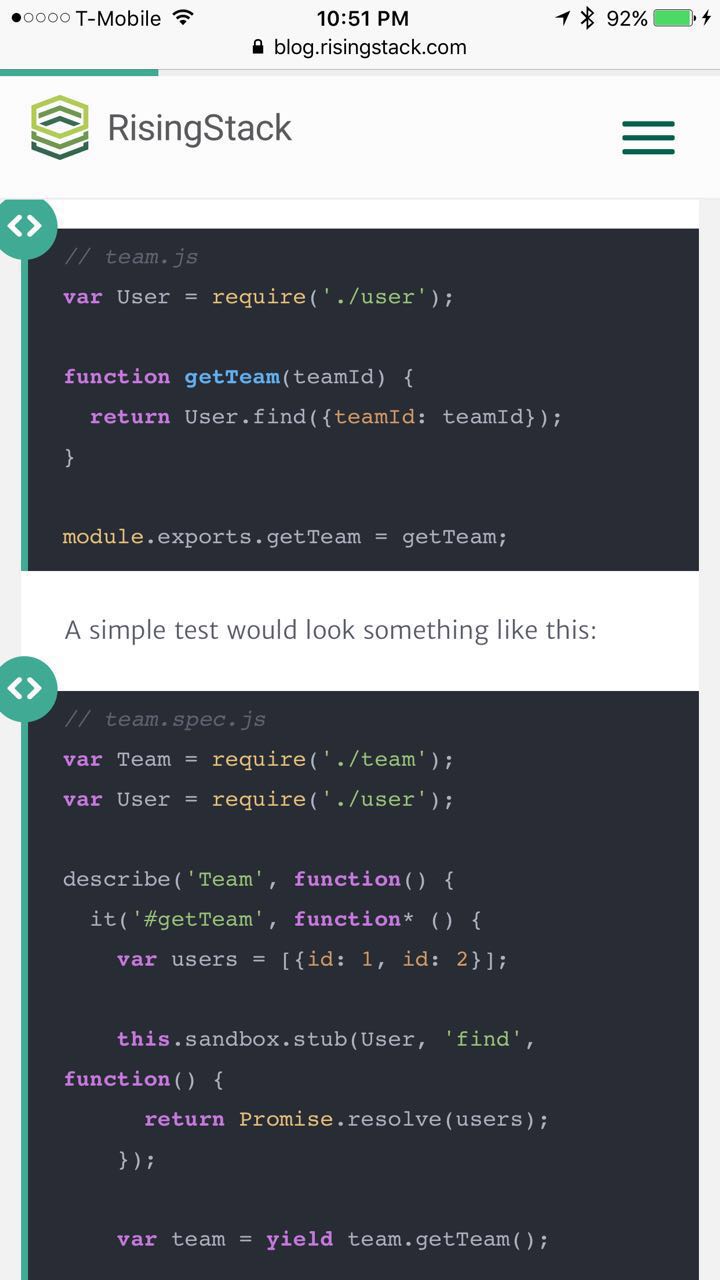 T-Mobile 10:51 PM 92%
blog.risingstack.com
RisingStack
// team.js
var User = require('./user');
function getTeam(teamId) {
  return User.find({teamId: teamId});
}
module.exports.getTeam = getTeam;
A simple test would look something like this:
// team.spec.js
var Team = require('./team');
var User = require('./user');
describe('Team', function() {
  it('#getTeam', function* () {
    var users = [{id: 1, id: 2}];
    this.sandbox.stub(User, 'find',
function() {
      return Promise.resolve(users);
    });
    var team = yield team.getTeam();